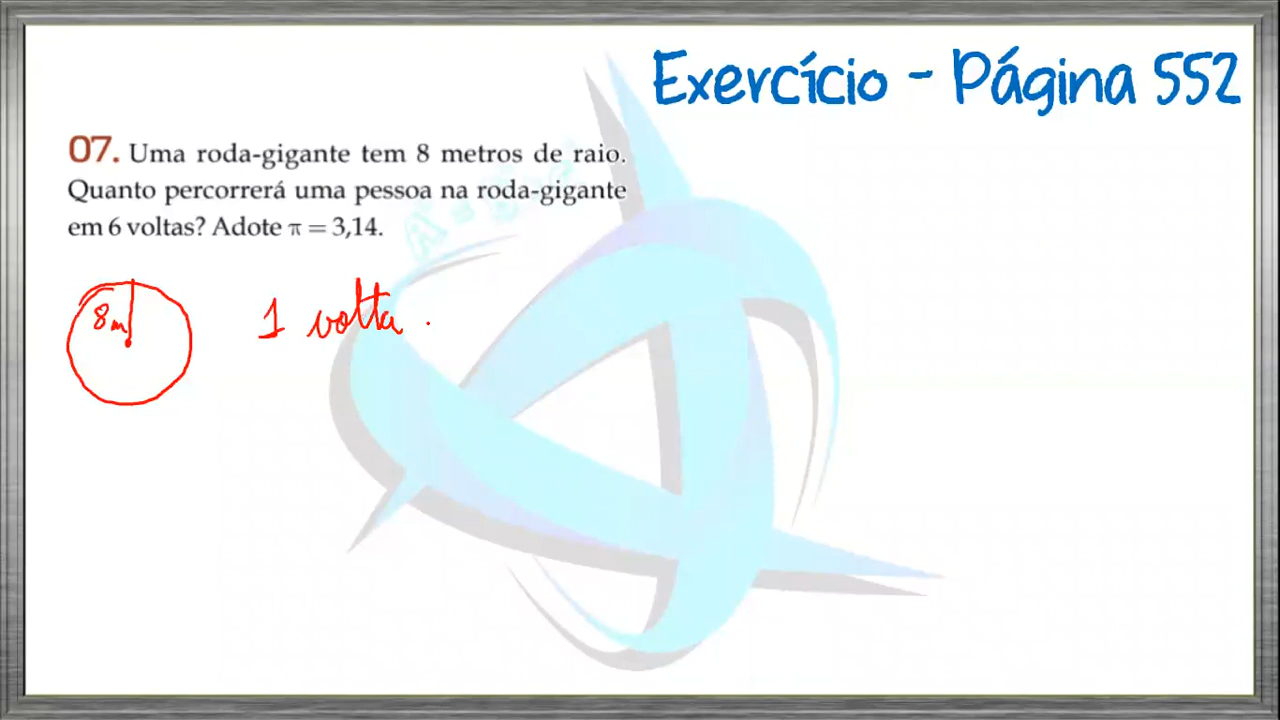 Exercício - Página 552
07. Uma roda-gigante tem 8 metros de raio.
Quanto percorrerá uma pessoa na roda-gigante
em 6 voltas? Adote π = 3,14.
8m
1 volta .